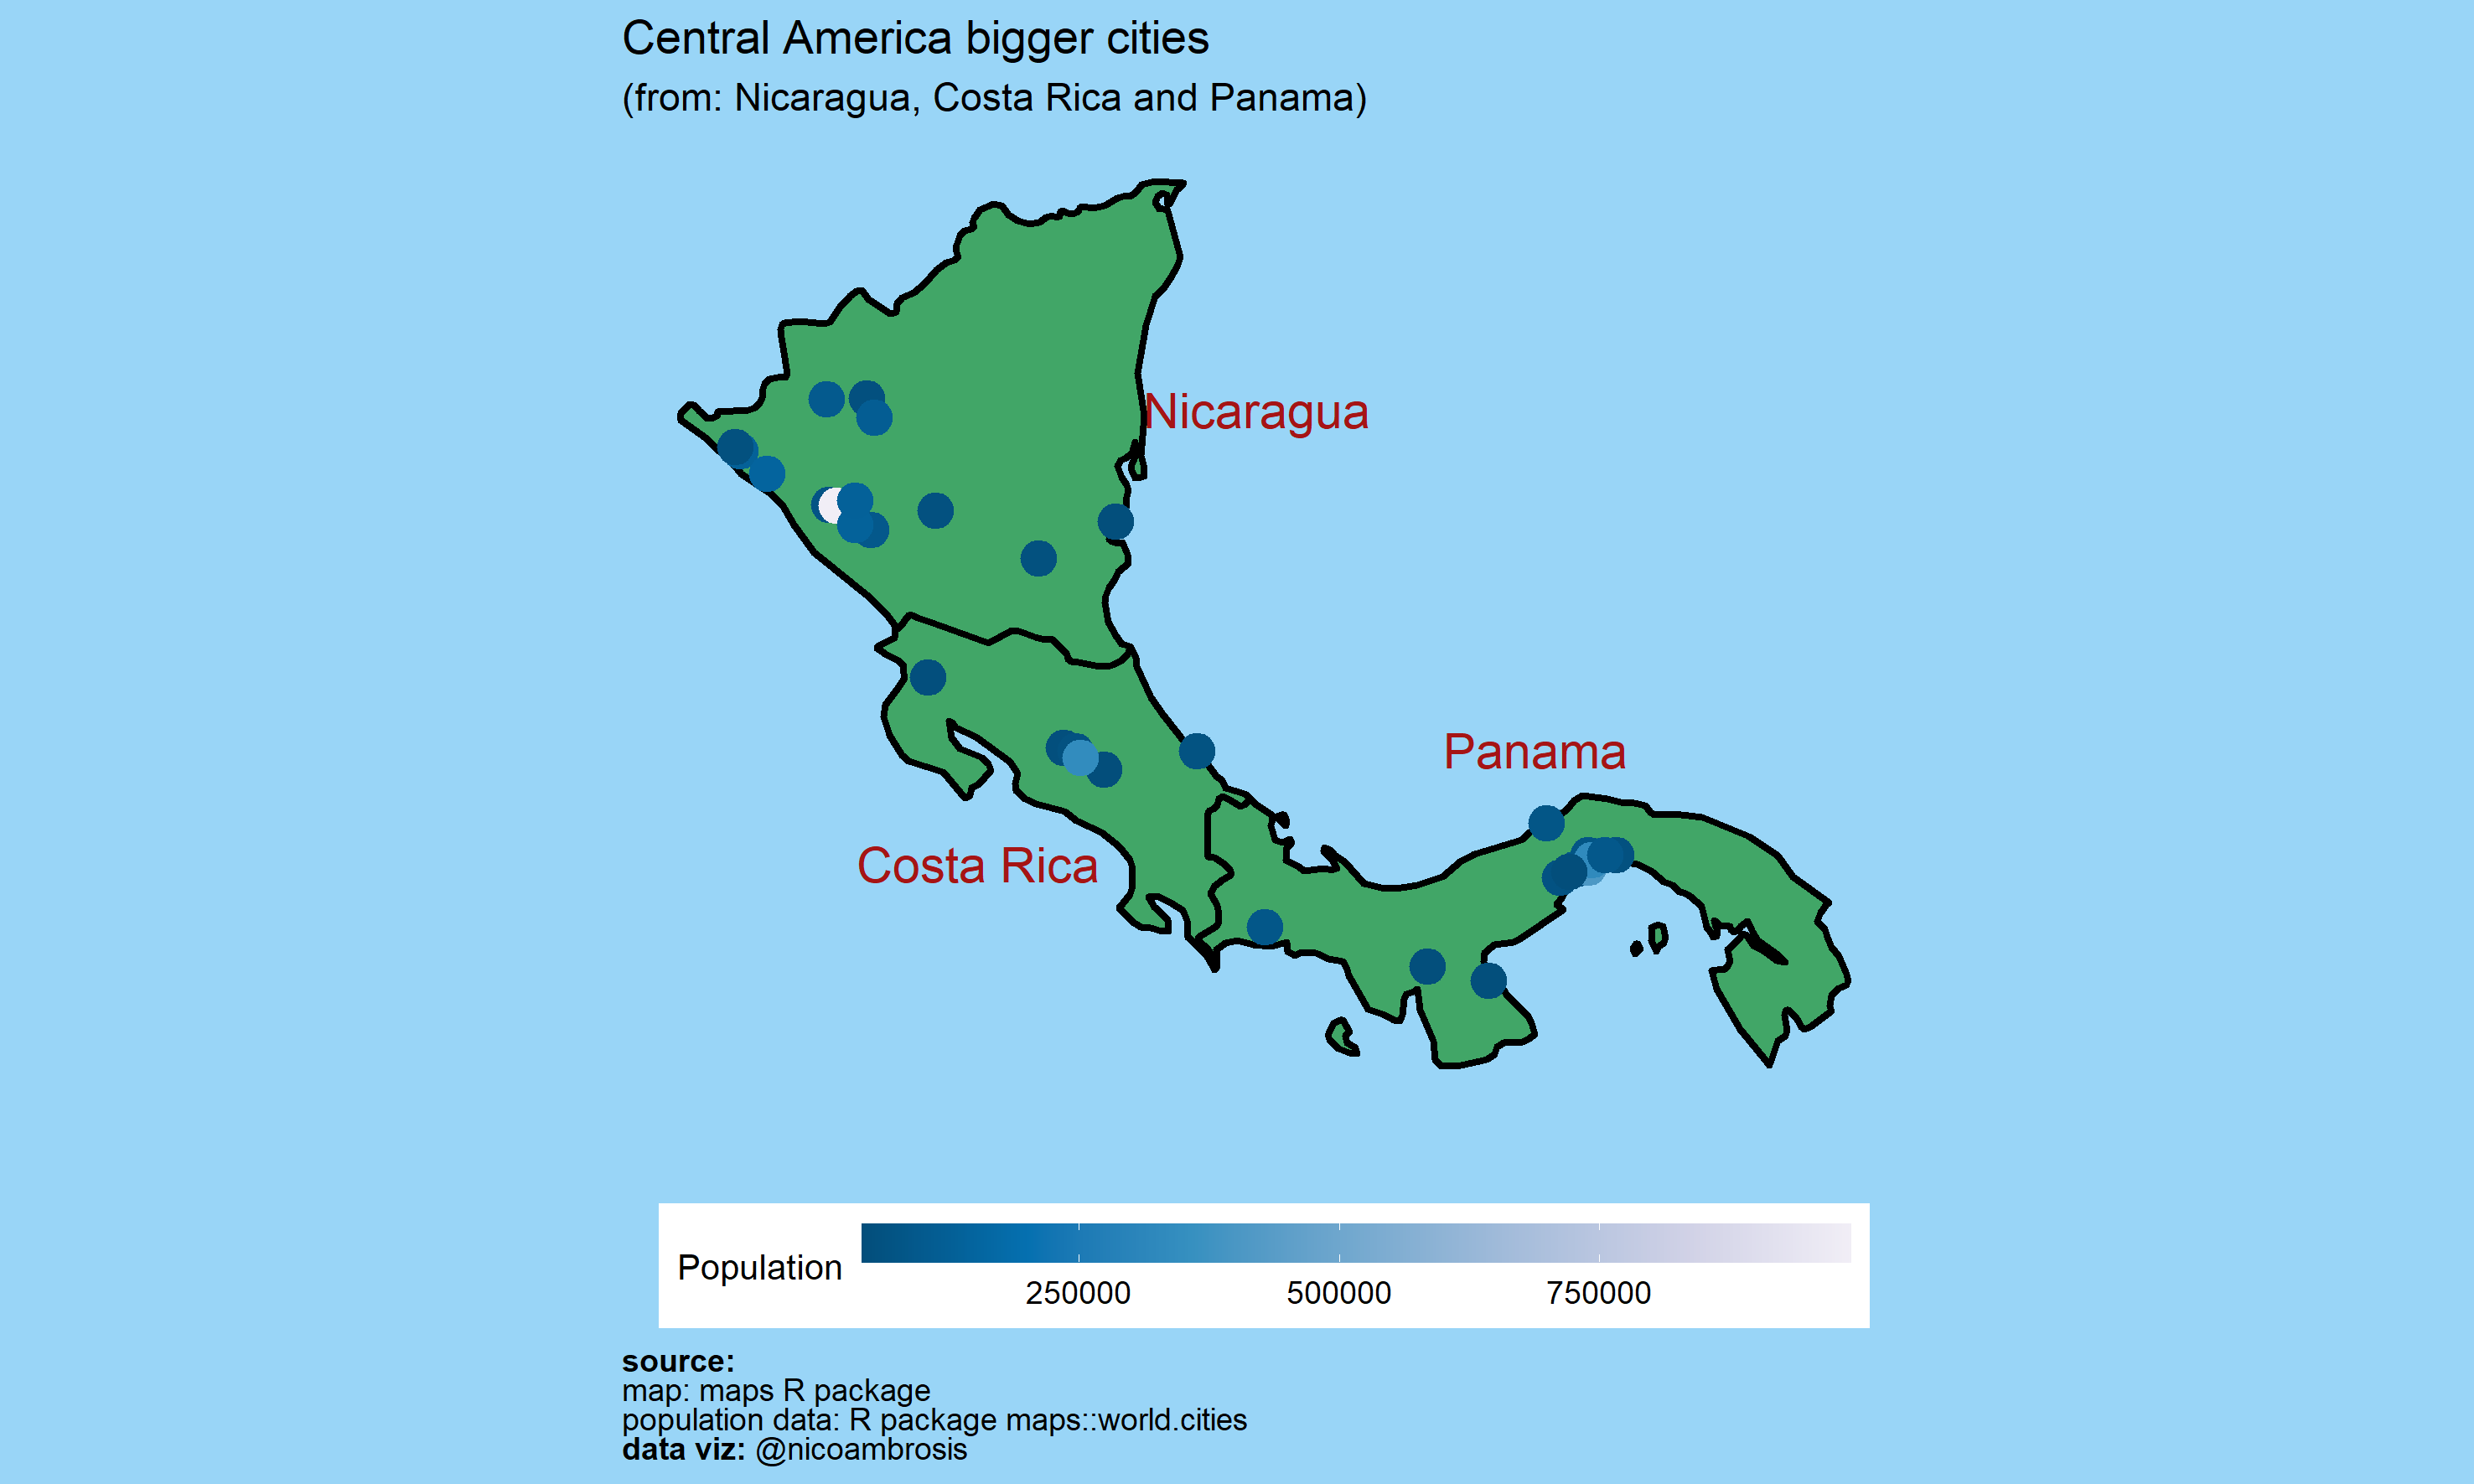 Central America bigger cities
(from: Nicaragua, Costa Rica and Panama)
Nicaragua
Panama
Costa Rica
Population
250000 500000 750000
source:
map: maps R package
population data: R package maps::world.cities
data viz: @nicoambrosis